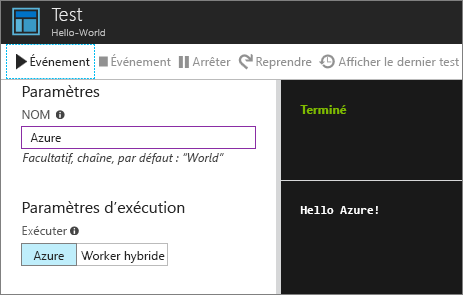 Test
Hello-World
Événement Événement Arrêter Reprendre Afficher le dernier test
Paramètres
NOM
Azure
Facultatif, chaîne, par défaut : "World"
Terminé
Paramètres d'exécution
Exécuter
Azure Worker hybride
Hello Azure!